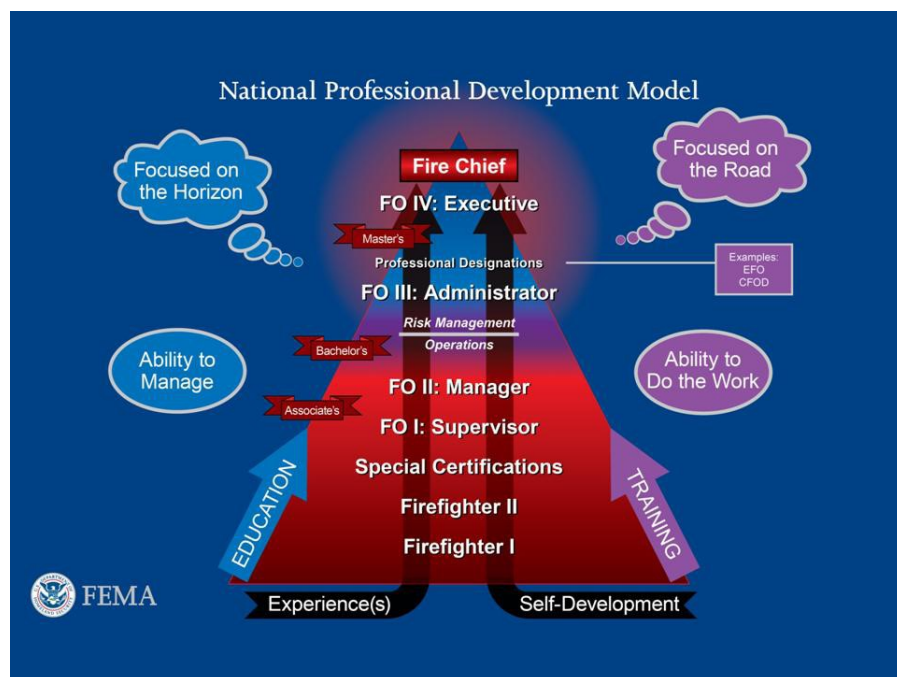 National Professional Development Model
Focused on
the Horizon
Focused on
the Road
Fire Chief
FO IV: Executive
Master's
Professional Designations
Examples:
EFO
CFOD
FO III: Administrator
Risk Management
Operations
Bachelor's
Ability to
Manage
Ability to
Do the Work
FO II: Manager
Associate's
FO I: Supervisor
Special Certifications
EDUCATION
TRAINING
Firefighter II
Firefighter I
FEMA
Experience(s)
Self-Development